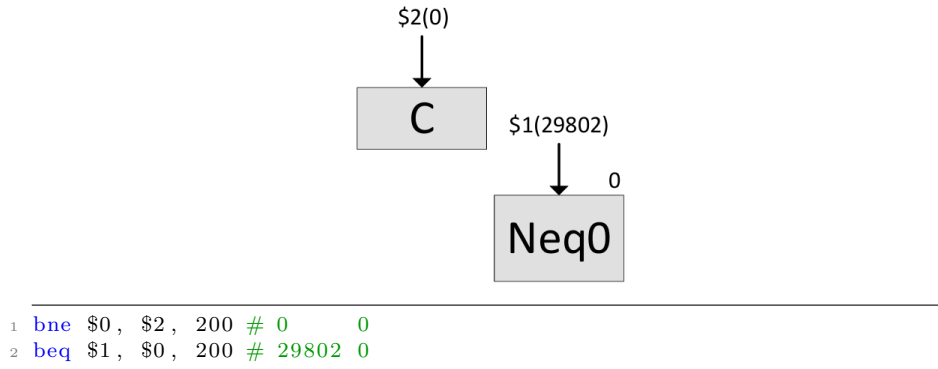 $2(0)
C
$1(29802)
0
Neq0
1 bne $0, $2, 200 # 0 0
2 beq $1, $0, 200 # 29802 0